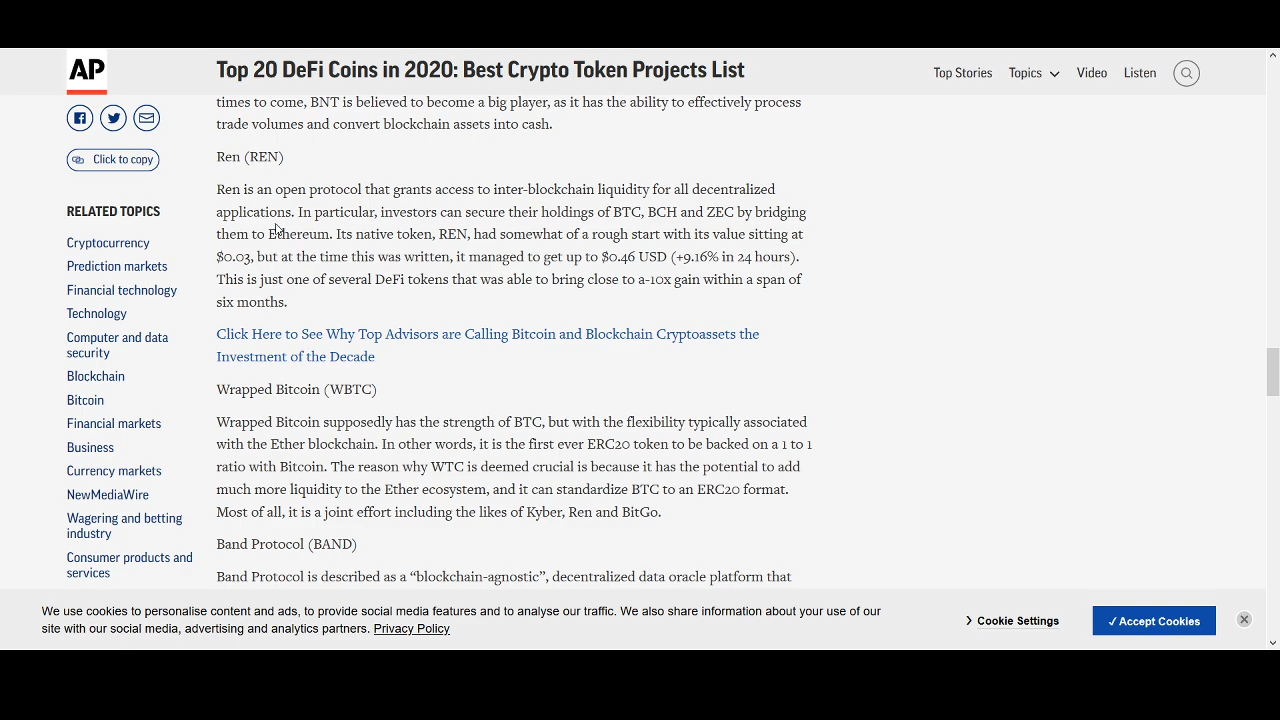 AP
Top 20 DeFi Coins in 2020: Best Crypto Token Projects List
Top Stories
Topics
Video
Listen
Click to copy
RELATED TOPICS
Cryptocurrency
Prediction markets
Financial technology
Technology
Computer and data
security
Blockchain
Bitcoin
Financial markets
Business
Currency markets
NewMediaWire
Wagering and betting
industry
Consumer products and
services
times to come, BNT is believed to become a big player, as it has the ability to effectively process
trade volumes and convert blockchain assets into cash.
Ren (REN)
Ren is an open protocol that grants access to inter-blockchain liquidity for all decentralized
applications. In particular, investors can secure their holdings of BTC, BCH and ZEC by bridging
them to Ethereum. Its native token, REN, had somewhat of a rough start with its value sitting at
$0.03, but at the time this was written, it managed to get up to $0.46 USD (+9.16% in 24 hours).
This is just one of several DeFi tokens that was able to bring close to a-10x gain within a span of
six months.
Click Here to See Why Top Advisors are Calling Bitcoin and Blockchain Cryptoassets the
Investment of the Decade
Wrapped Bitcoin (WBTC)
Wrapped Bitcoin supposedly has the strength of BTC, but with the flexibility typically associated
with the Ether blockchain. In other words, it is the first ever ERC20 token to be backed on a 1 to 1
ratio with Bitcoin. The reason why WTC is deemed crucial is because it has the potential to add
much more liquidity to the Ether ecosystem, and it can standardize BTC to an ERC20 format.
Most of all, it is a joint effort including the likes of Kyber, Ren and BitGo.
Band Protocol (BAND)
Band Protocol is described as a “blockchain-agnostic”, decentralized data oracle platform that
We use cookies to personalise content and ads, to provide social media features and to analyse our traffic. We also share information about your use of our
site with our social media, advertising and analytics partners. Privacy Policy
Cookie Settings
✓ Accept Cookies